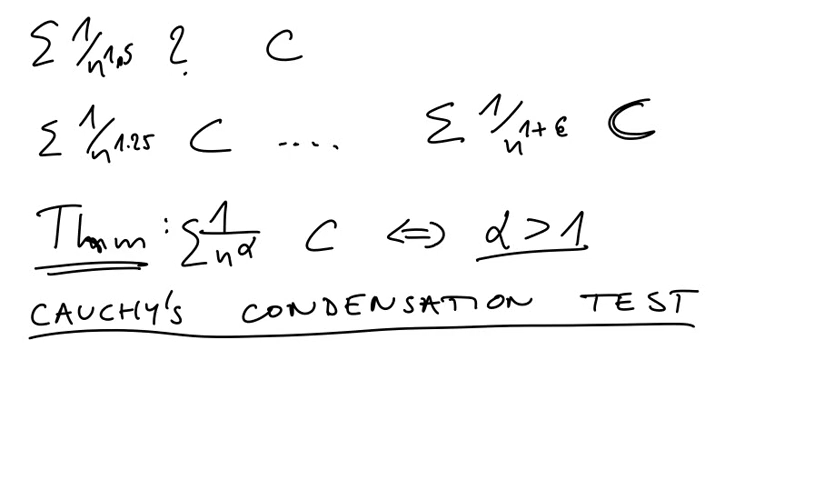 Σ 1/n^1.5 ? C
Σ 1/n^1.25 C .... Σ 1/n^1+ε C
Thm: Σ 1/n^α C ⇔ α > 1
CAUCHY's CONDENSATION TEST